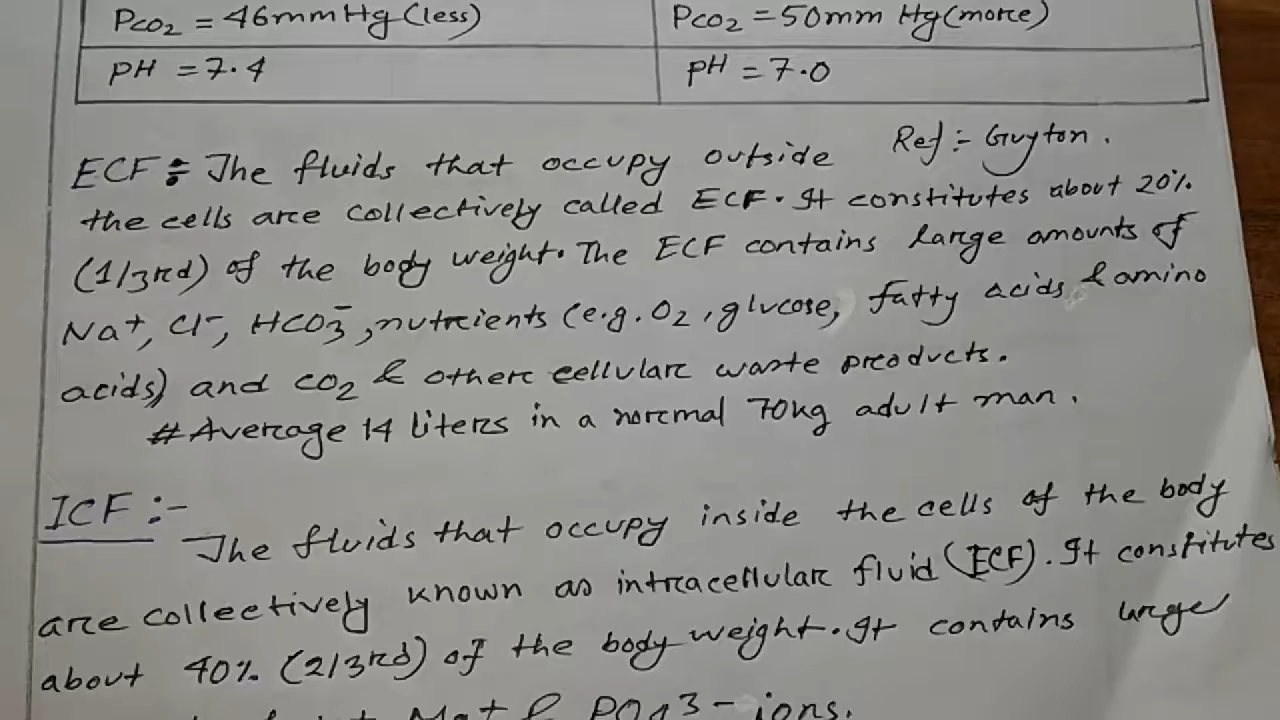 PCO2 = 46mmHg (less) PCO2 = 50mm Hg (more)
PH = 7.4 PH = 7.0
Ref :- Guyton.
ECF :- The fluids that occupy outside
the cells are collectively called ECF. It constitutes about 20%
(1/3rd) of the body weight. The ECF contains large amounts of
Na+, Cl-, HCO3-, nutrients (e.g. O2, glucose, fatty acids & amino
acids) and CO2 & other cellular waste products.
# Average 14 liters in a normal 70kg adult man.
ICF :-
The fluids that occupy inside the cells of the body
are collectively known as intracellular fluid (ECF). It constitutes
about 40% (2/3rd) of the body weight. It contains large
& PO43- ions.